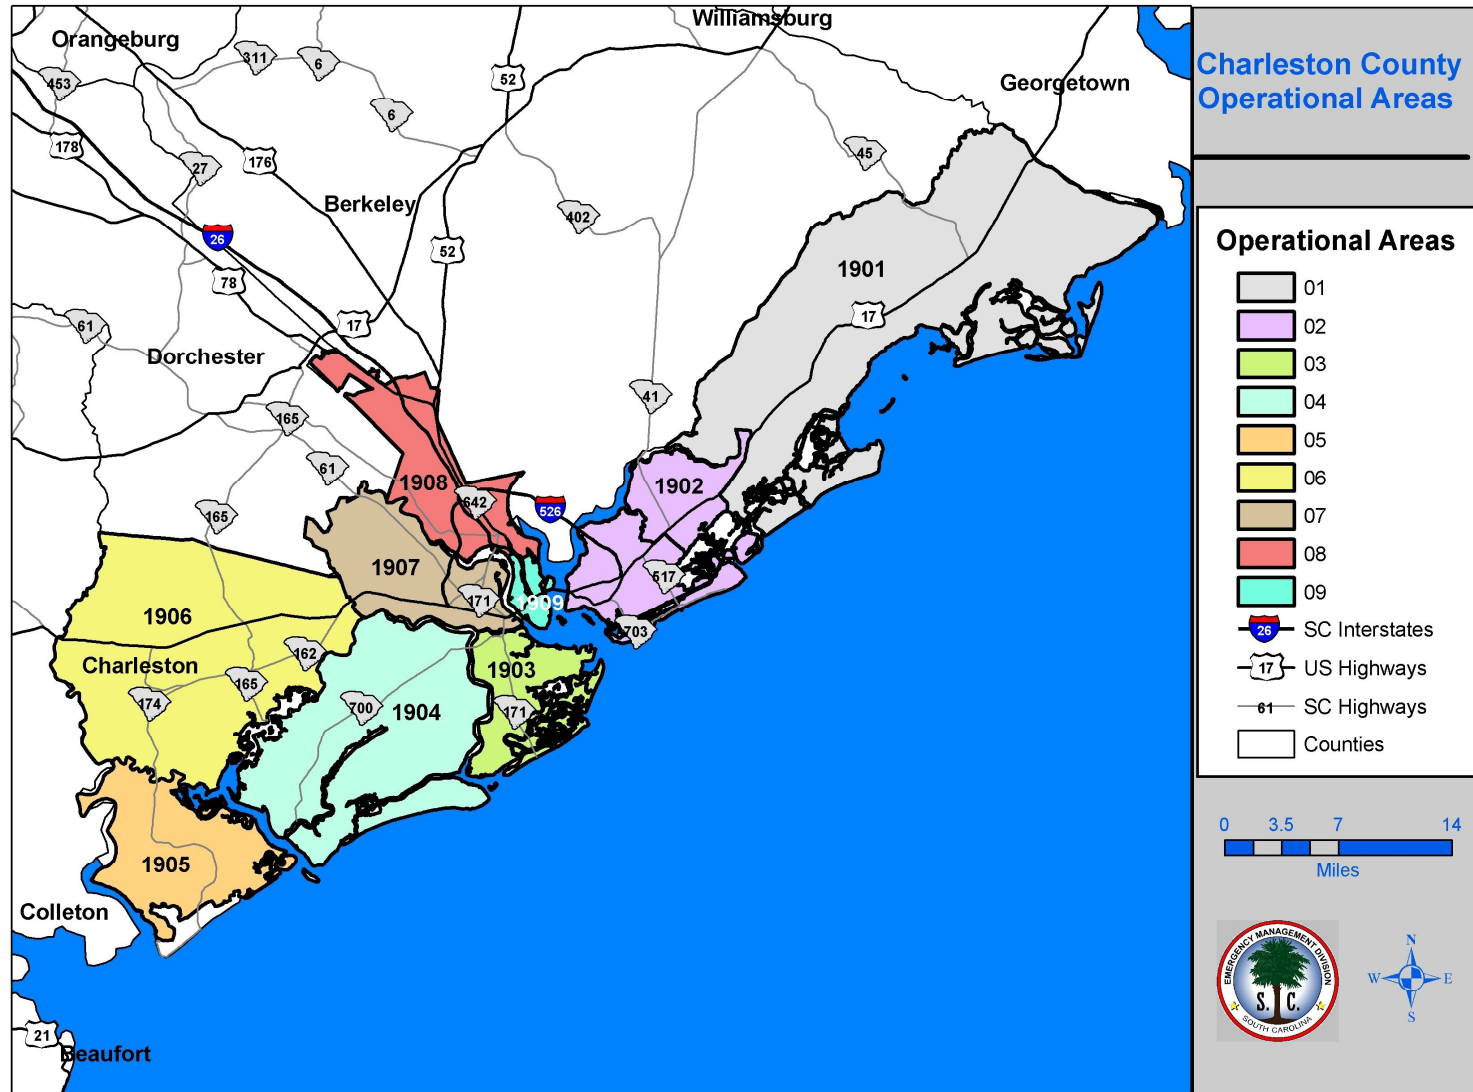 Charleston County
Operational Areas
Operational Areas
01
02
03
04
05
06
07
08
09
26 SC Interstates
17 US Highways
61 SC Highways
Counties
0 3.5 7 14
Miles
EMERGENCY MANAGEMENT DIVISION
S. C.
SOUTH CAROLINA
N
W E
S
Williamsburg
Orangeburg
311
6
52
453
Georgetown
6
178
27
176
45
Berkeley
402
26
52
78
1901
17
17
61
Dorchester
41
165
61
1908
1902
642
526
165
1907
517
171
1909
1906
703
Charleston
162
1903
165
174
700
1904
171
1905
Colleton
21
Beaufort